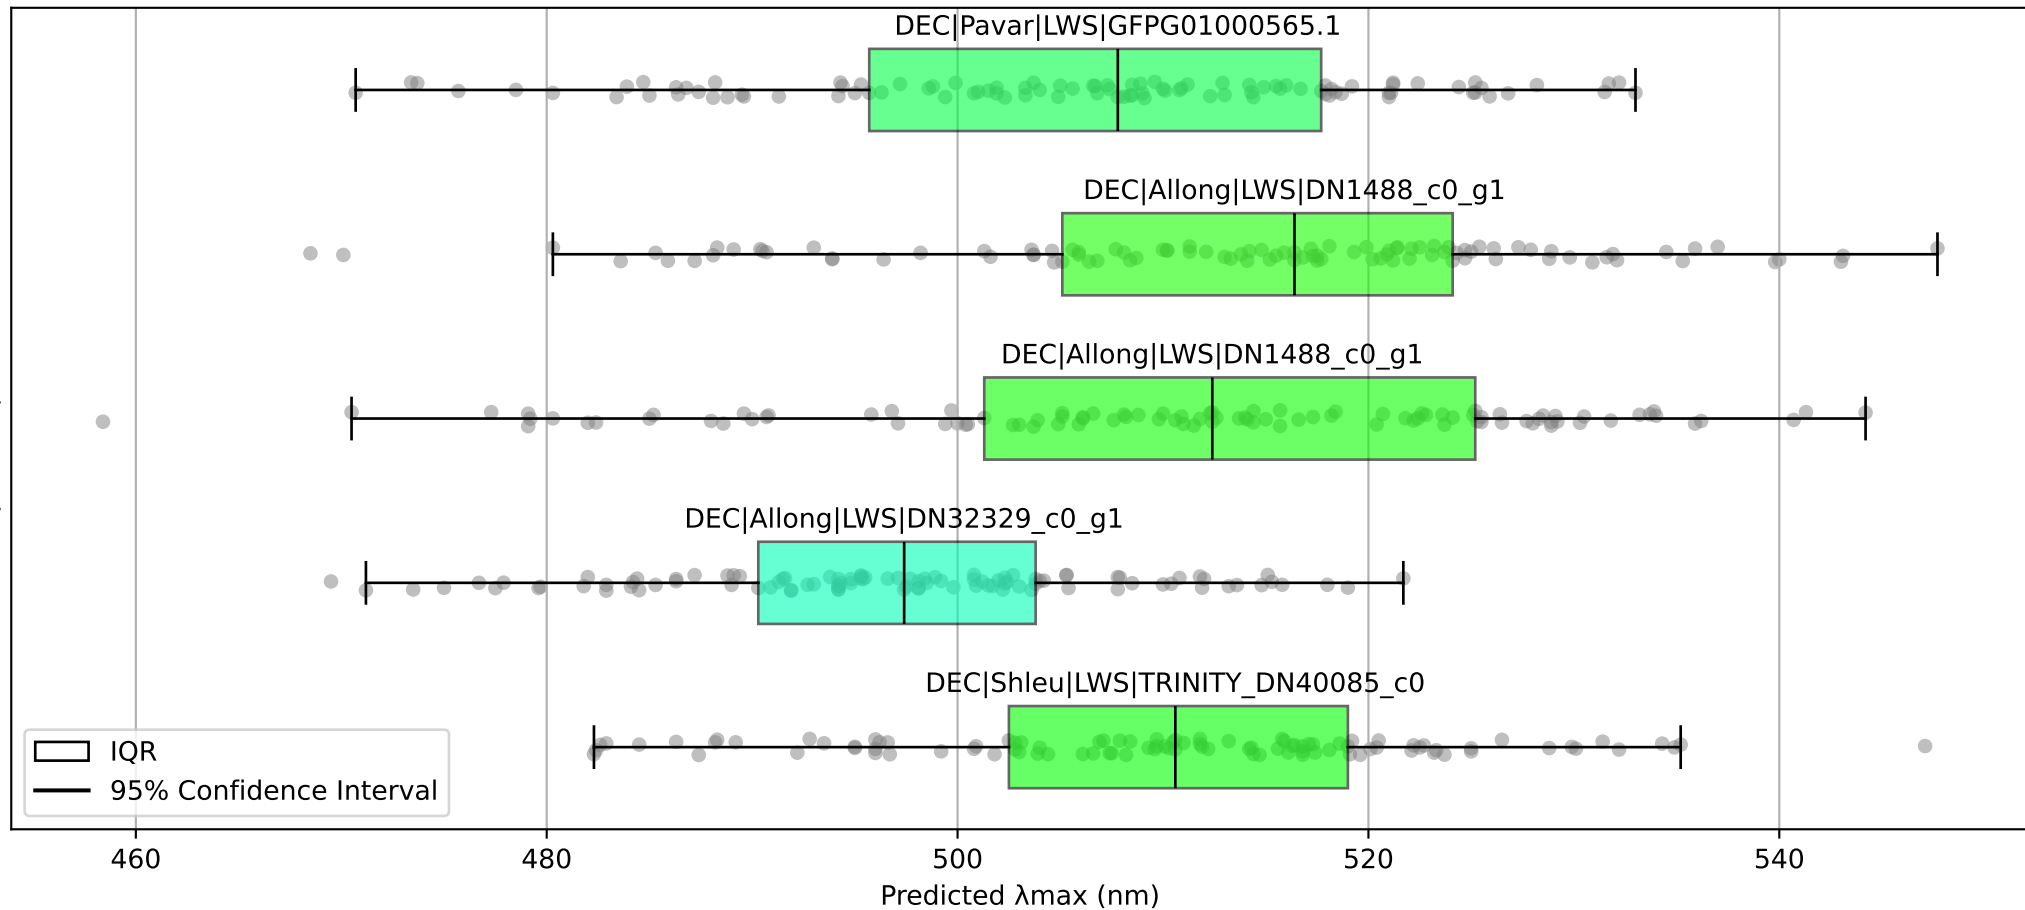 DEC|Pavar|LWS|GFPG01000565.1
DEC|Allong|LWS|DN1488_c0_g1
DEC|Allong|LWS|DN1488_c0_g1
DEC|Allong|LWS|DN32329_c0_g1
DEC|Shleu|LWS|TRINITY_DN40085_c0
IQR
95% Confidence Interval
460 480 500 520 540
Predicted λmax (nm)